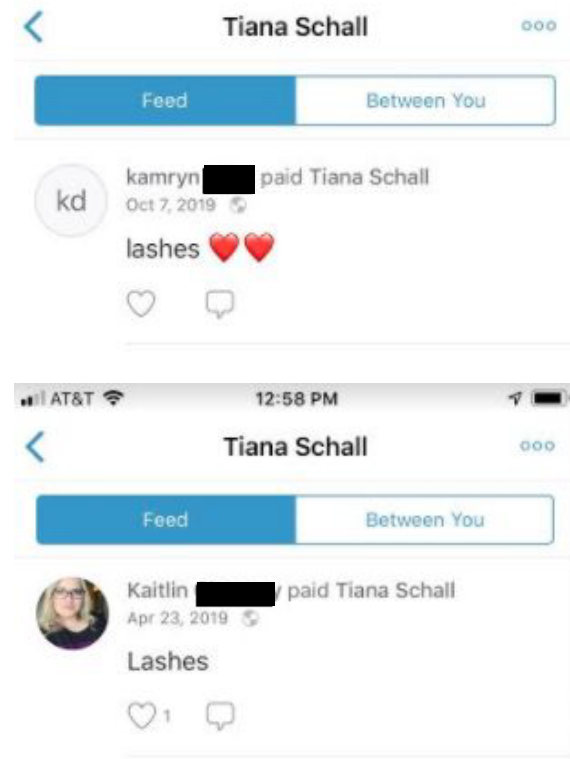 Tiana Schall
Feed Between You
kd kamryn paid Tiana Schall
Oct 7, 2019
lashes ❤️❤️
AT&T 12:58 PM
Tiana Schall
Feed Between You
Kaitlin paid Tiana Schall
Apr 23, 2019
Lashes
1